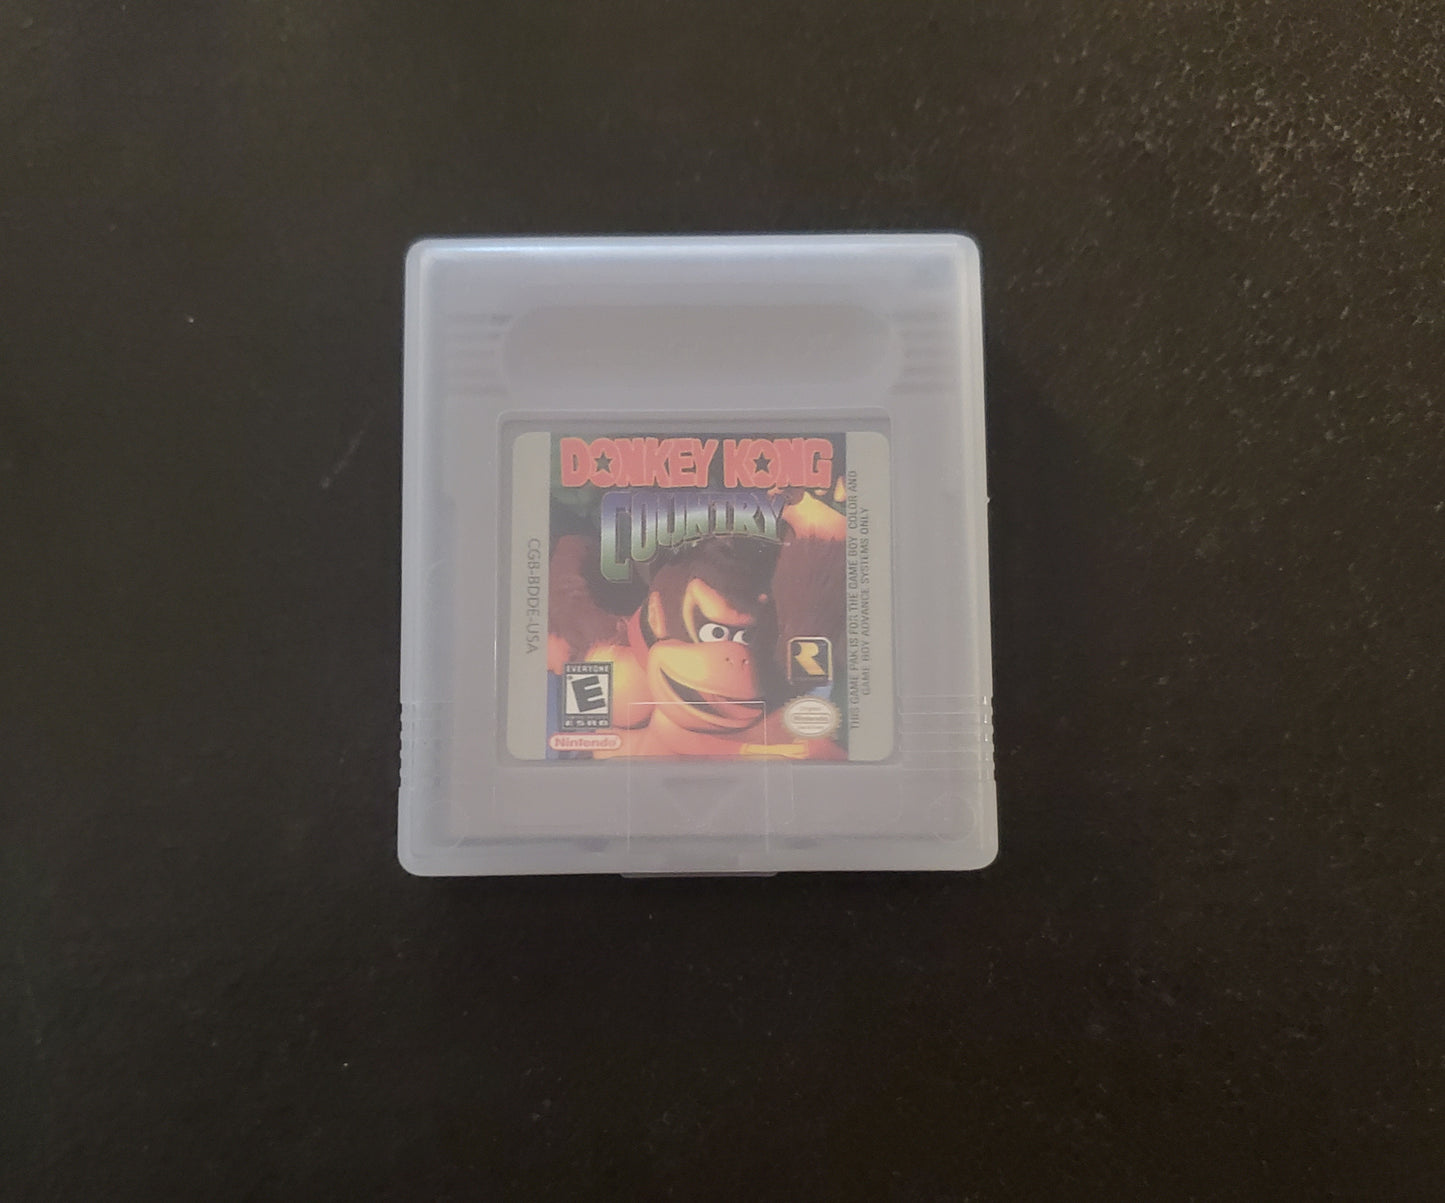 DONKEY KONG
COUNTRY
CGB-BDDE-USA
THIS GAME PAK IS FOR THE GAME BOY COLOR AND
GAME BOY ADVANCE SYSTEMS ONLY
EVERYONE
E
ESRB
R
Nintendo
Nintendo